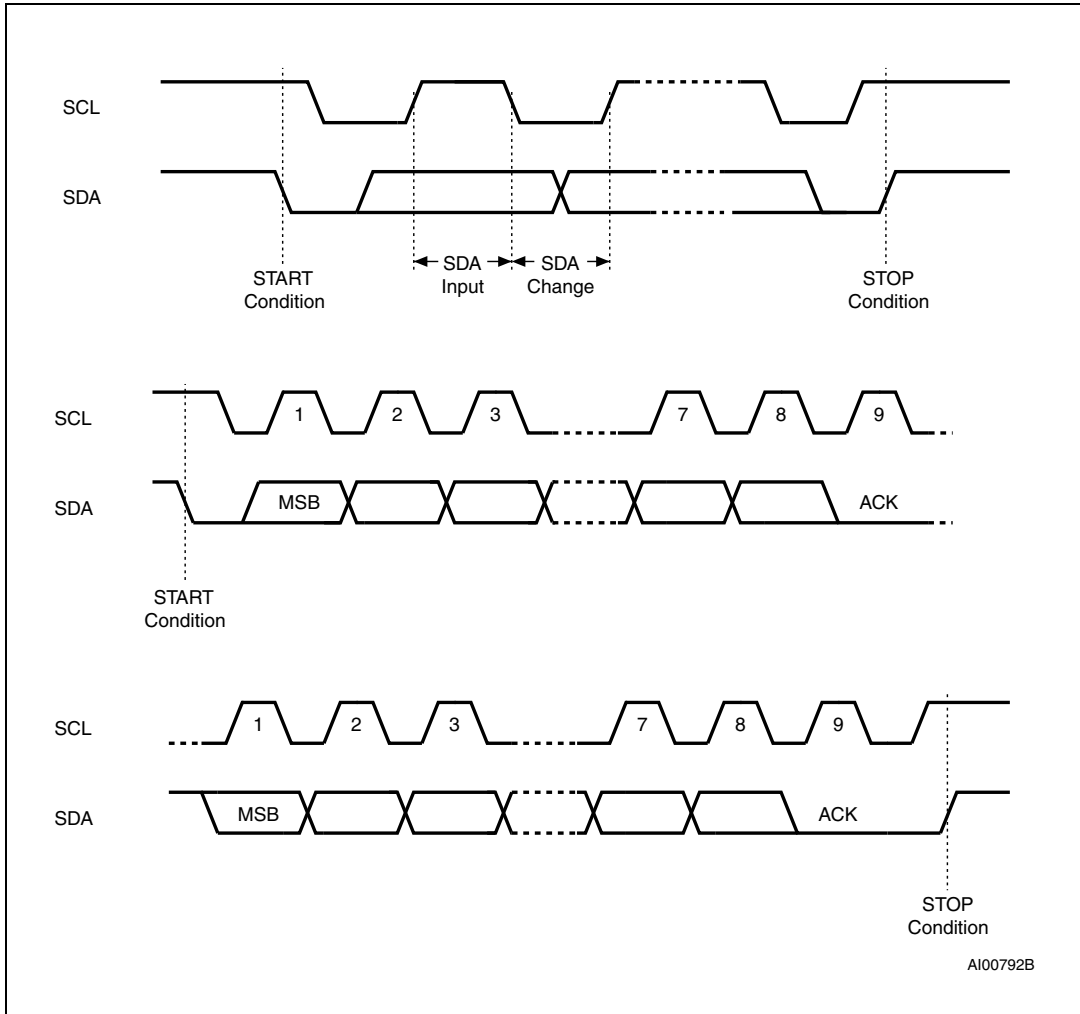 SCL
SDA
SDA
Input
SDA
Change
START
Condition
STOP
Condition
SCL
1
2
3
7
8
9
SDA
MSB
ACK
START
Condition
SCL
1
2
3
7
8
9
SDA
MSB
ACK
STOP
Condition
AI00792B